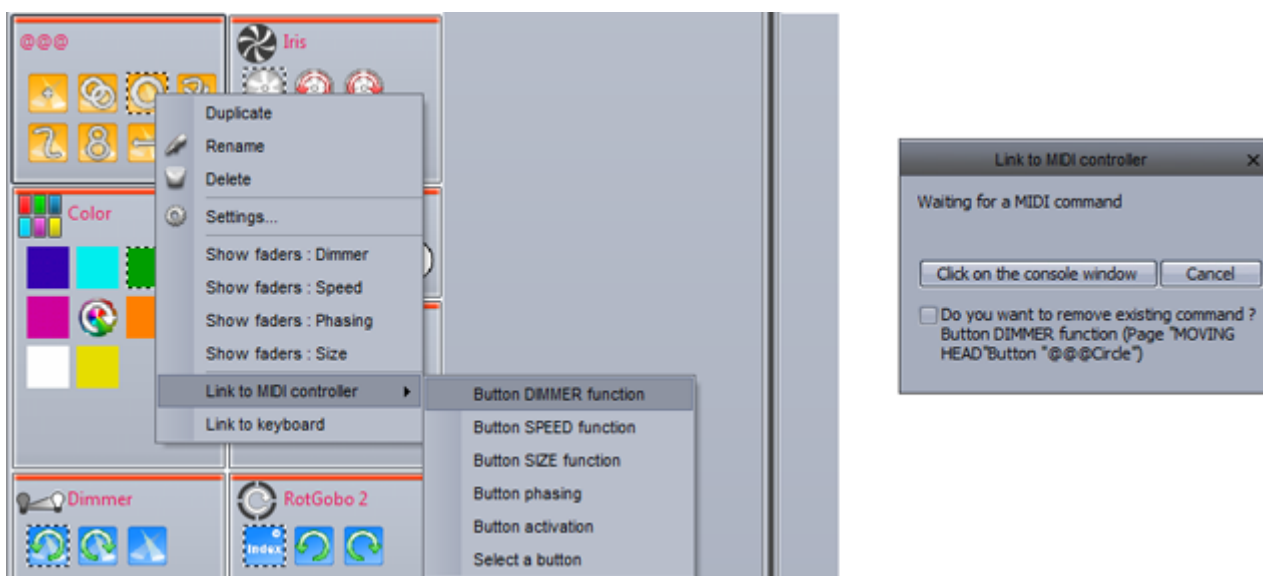 @@@
Iris
Duplicate
Rename
Delete
Settings...
Show faders : Dimmer
Show faders : Speed
Show faders : Phasing
Show faders : Size
Link to MIDI controller
Link to keyboard
Button DIMMER function
Button SPEED function
Button SIZE function
Button phasing
Button activation
Select a button
Color
Dimmer
RotGobo 2
Index
Link to MIDI controller
Waiting for a MIDI command
Click on the console window
Cancel
Do you want to remove existing command ?
Button DIMMER function (Page "MOVING
HEAD"Button "@@@Circle")